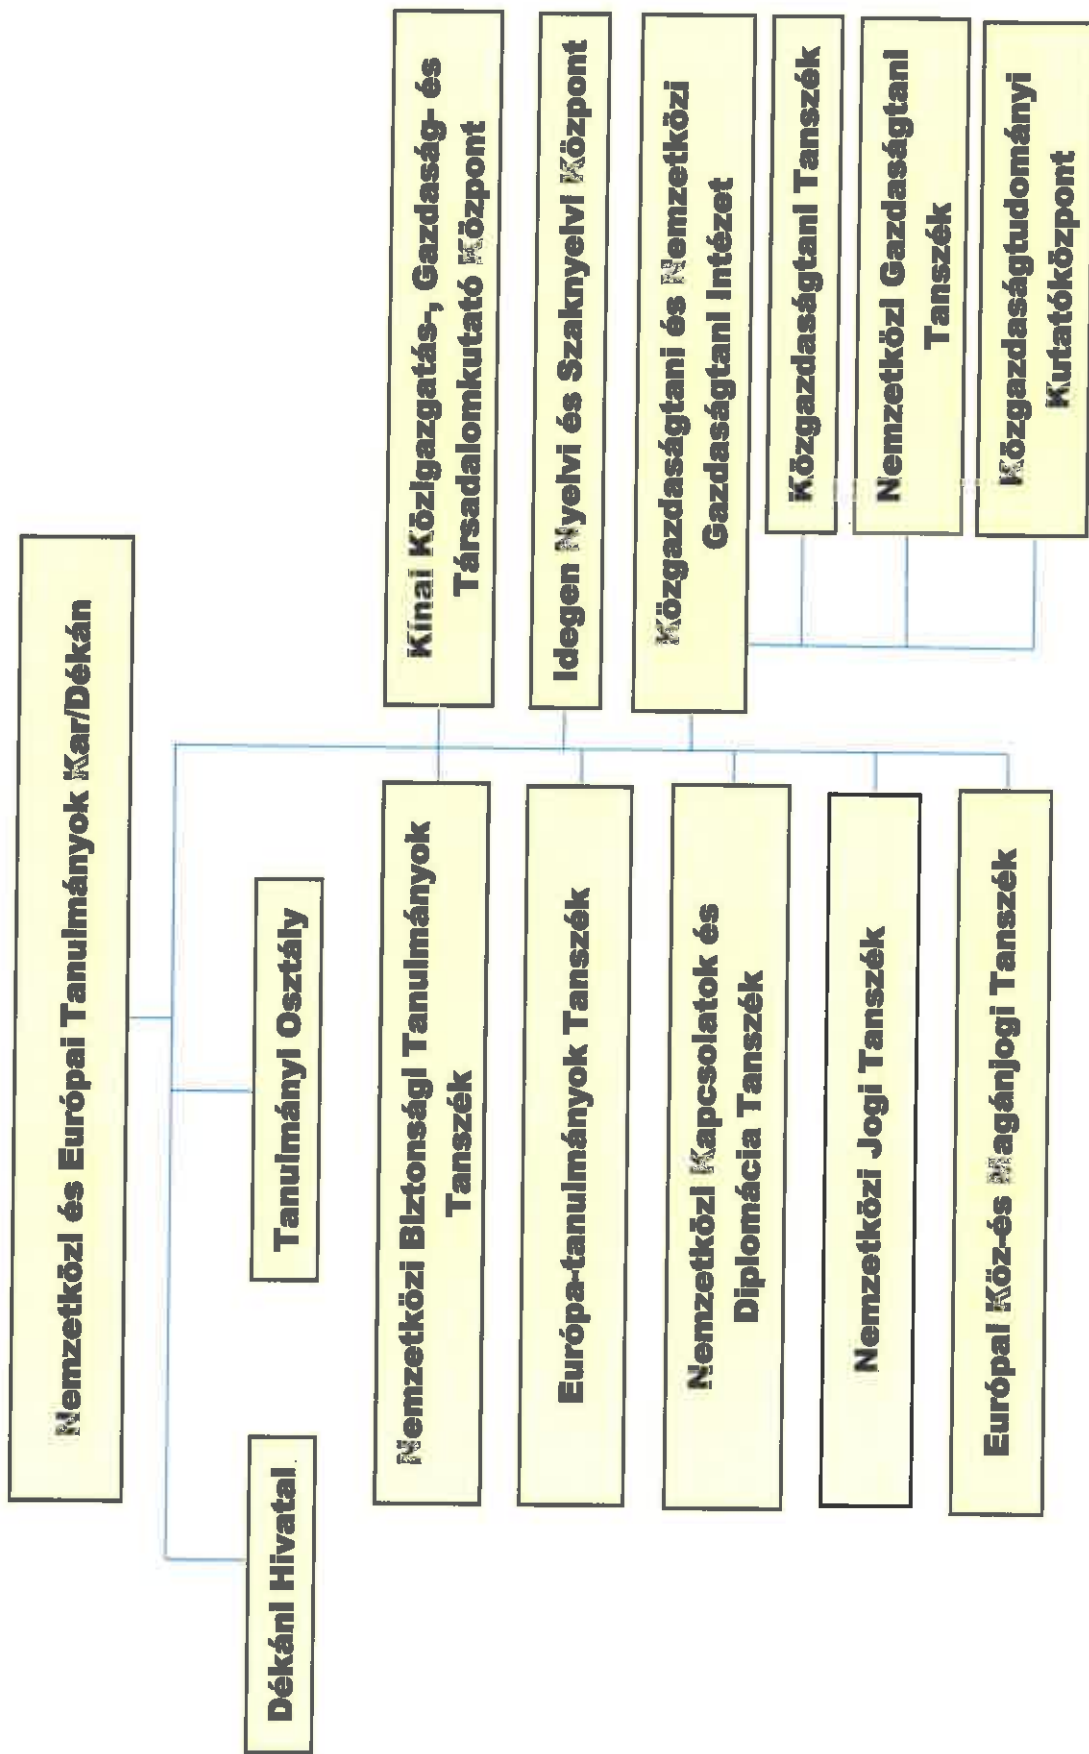 Nemzetközi és Európai Tanulmányok Kar/Dékán
Dékáni Hivatal
Tanulmányi Osztály
Nemzetközi Biztonsági Tanulmányok
Tanszék
Európa-tanulmányok Tanszék
Nemzetközi Kapcsolatok és
Diplomácia Tanszék
Nemzetközi Jogi Tanszék
Európai Köz-és Magánjogi Tanszék
Kínai Közigazgatás-, Gazdaság- és
Társadalomkutató Központ
Idegen Nyelvi és Szaknyelvi Központ
Közgazdaságtani és Nemzetközi
Gazdaságtani Intézet
Közgazdaságtani Tanszék
Nemzetközi Gazdaságtani
Tanszék
Közgazdaságtudományi
Kutatóközpont